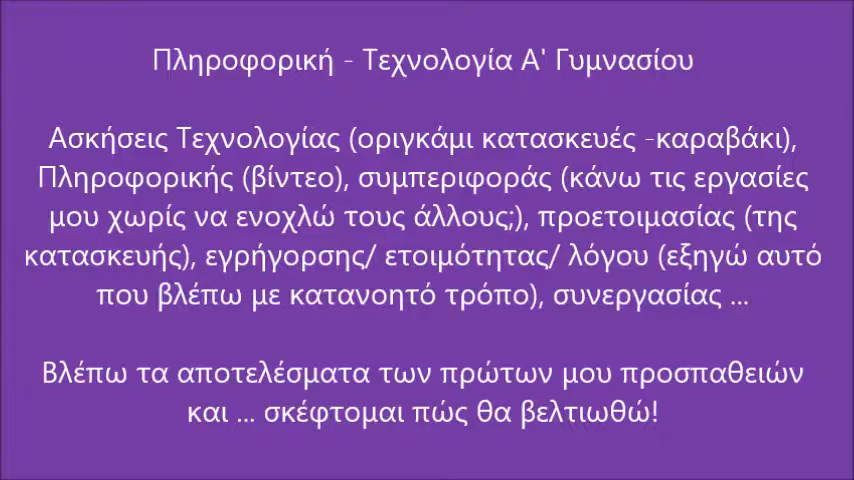 Πληροφορική - Τεχνολογία Α' Γυμνασίου
Ασκήσεις Τεχνολογίας (οριγκάμι κατασκευές -καραβάκι),
Πληροφορικής (βίντεο), συμπεριφοράς (κάνω τις εργασίες
μου χωρίς να ενοχλώ τους άλλους;), προετοιμασίας (της
κατασκευής), εγρήγορσης/ ετοιμότητας/ λόγου (εξηγώ αυτό
που βλέπω με κατανοητό τρόπο), συνεργασίας ...
Βλέπω τα αποτελέσματα των πρώτων μου προσπαθειών
και ... σκέφτομαι πώς θα βελτιωθώ!